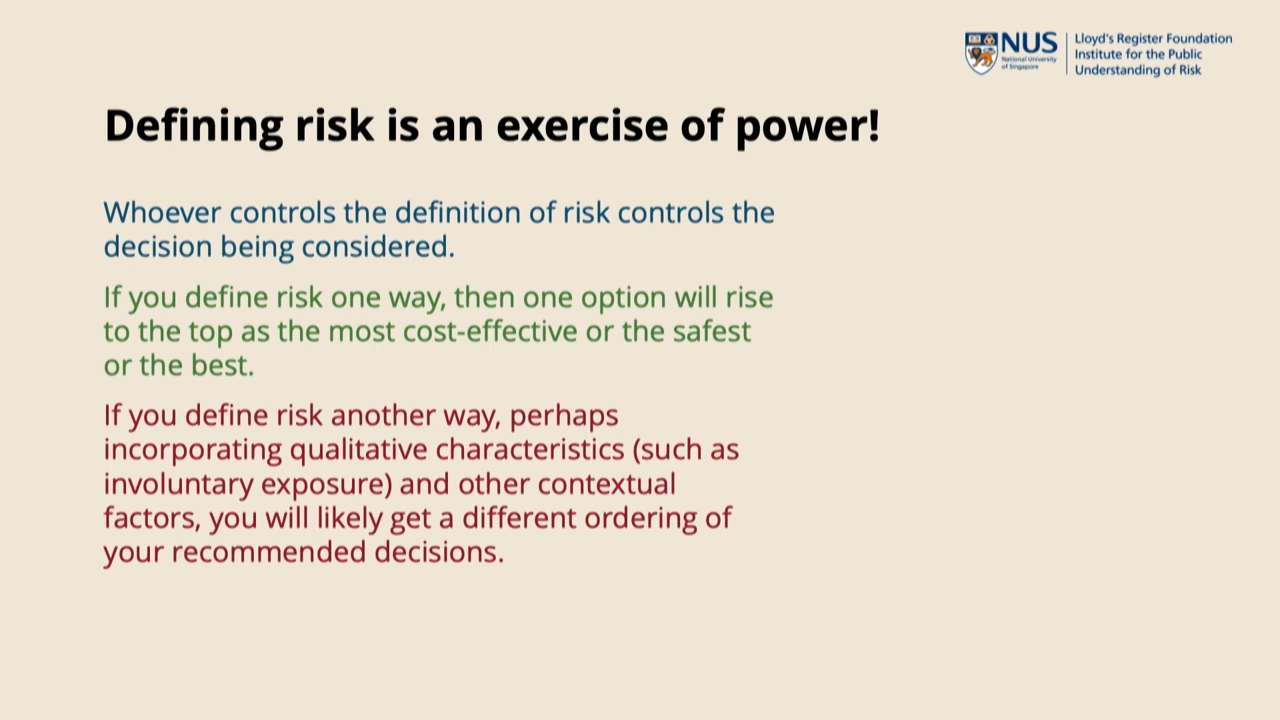 NUS
National University
of Singapore
Lloyd's Register Foundation
Institute for the Public
Understanding of Risk
Defining risk is an exercise of power!
Whoever controls the definition of risk controls the
decision being considered.
If you define risk one way, then one option will rise
to the top as the most cost-effective or the safest
or the best.
If you define risk another way, perhaps
incorporating qualitative characteristics (such as
involuntary exposure) and other contextual
factors, you will likely get a different ordering of
your recommended decisions.